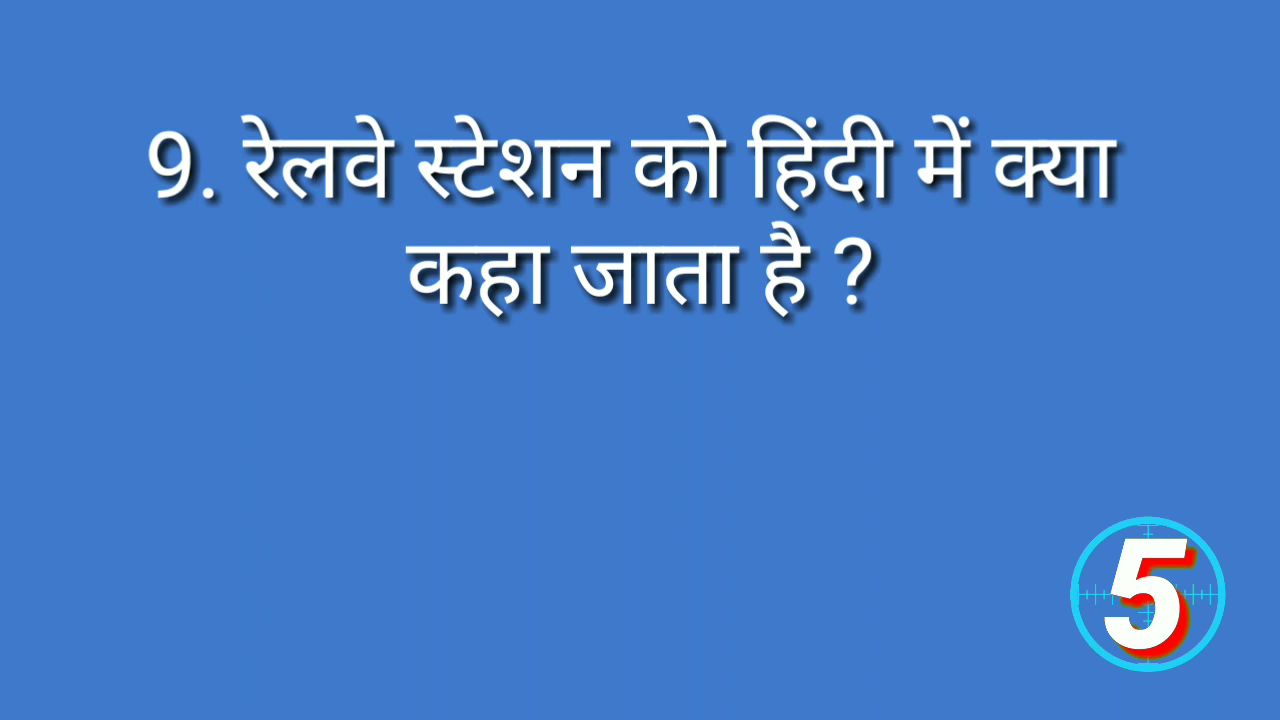 9. रेलवे स्टेशन को हिंदी में क्या
कहा जाता है ?
5